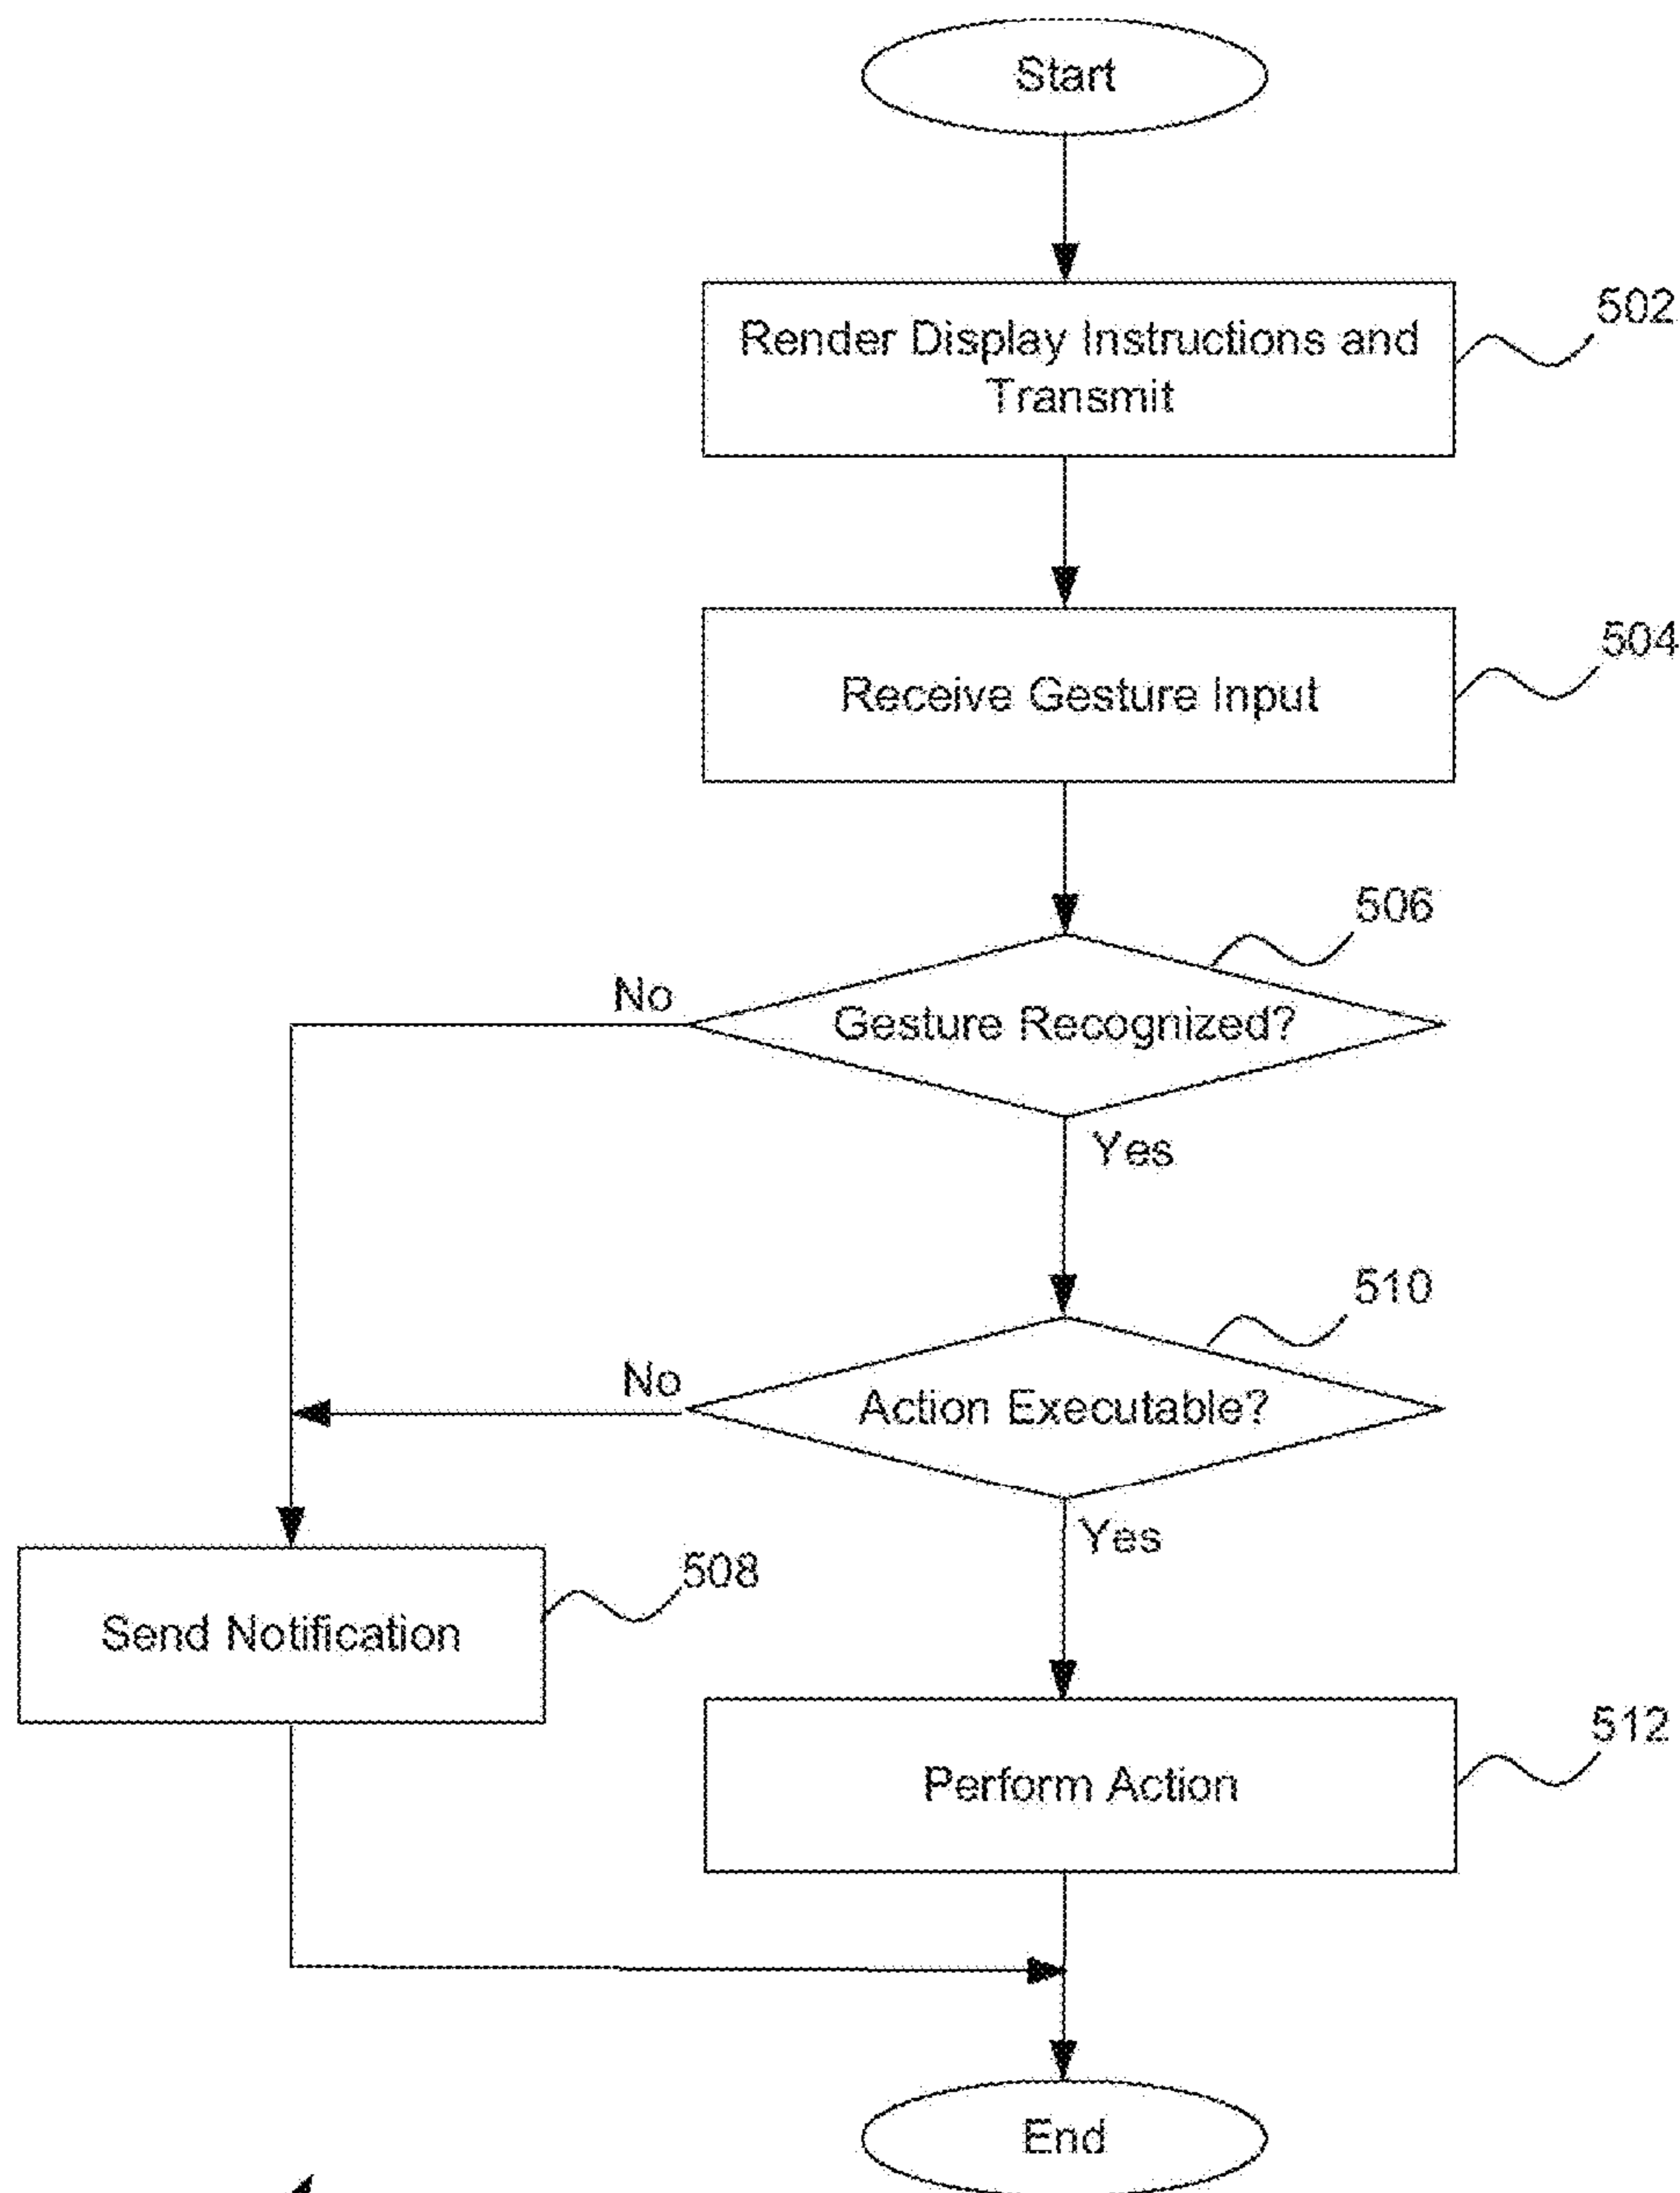 Start
Render Display Instructions and
Transmit
502
Receive Gesture Input
504
506
No
Gesture Recognized?
Yes
510
No
Action Executable?
Yes
508
Send Notification
512
Perform Action
End